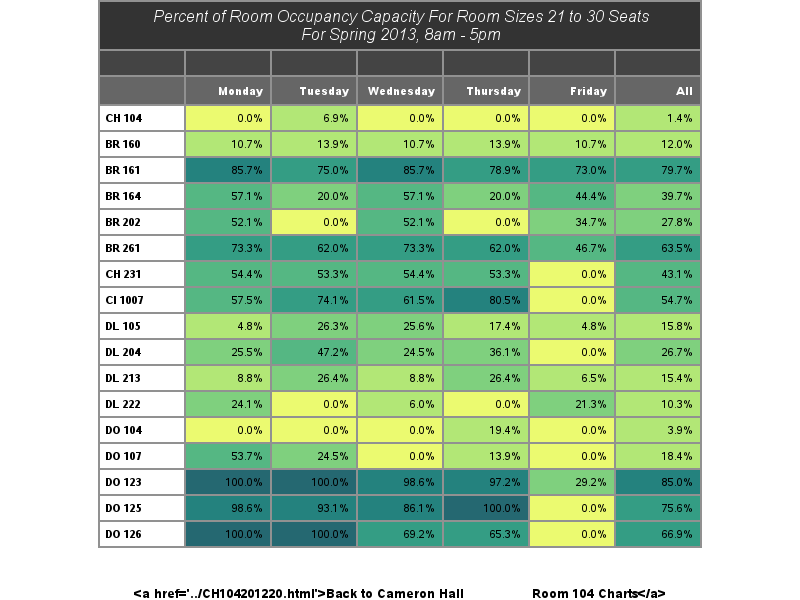 Percent of Room Occupancy Capacity For Room Sizes 21 to 30 Seats
For Spring 2013, 8am - 5pm
Monday Tuesday Wednesday Thursday Friday All
CH 104 0.0% 6.9% 0.0% 0.0% 0.0% 1.4%
BR 160 10.7% 13.9% 10.7% 13.9% 10.7% 12.0%
BR 161 85.7% 75.0% 85.7% 78.9% 73.0% 79.7%
BR 164 57.1% 20.0% 57.1% 20.0% 44.4% 39.7%
BR 202 52.1% 0.0% 52.1% 0.0% 34.7% 27.8%
BR 261 73.3% 62.0% 73.3% 62.0% 46.7% 63.5%
CH 231 54.4% 53.3% 54.4% 53.3% 0.0% 43.1%
CI 1007 57.5% 74.1% 61.5% 80.5% 0.0% 54.7%
DL 105 4.8% 26.3% 25.6% 17.4% 4.8% 15.8%
DL 204 25.5% 47.2% 24.5% 36.1% 0.0% 26.7%
DL 213 8.8% 26.4% 8.8% 26.4% 6.5% 15.4%
DL 222 24.1% 0.0% 6.0% 0.0% 21.3% 10.3%
DO 104 0.0% 0.0% 0.0% 19.4% 0.0% 3.9%
DO 107 53.7% 24.5% 0.0% 13.9% 0.0% 18.4%
DO 123 100.0% 100.0% 98.6% 97.2% 29.2% 85.0%
DO 125 98.6% 93.1% 86.1% 100.0% 0.0% 75.6%
DO 126 100.0% 100.0% 69.2% 65.3% 0.0% 66.9%
<a href='../CH104201220.html'>Back to Cameron Hall Room 104 Charts</a>